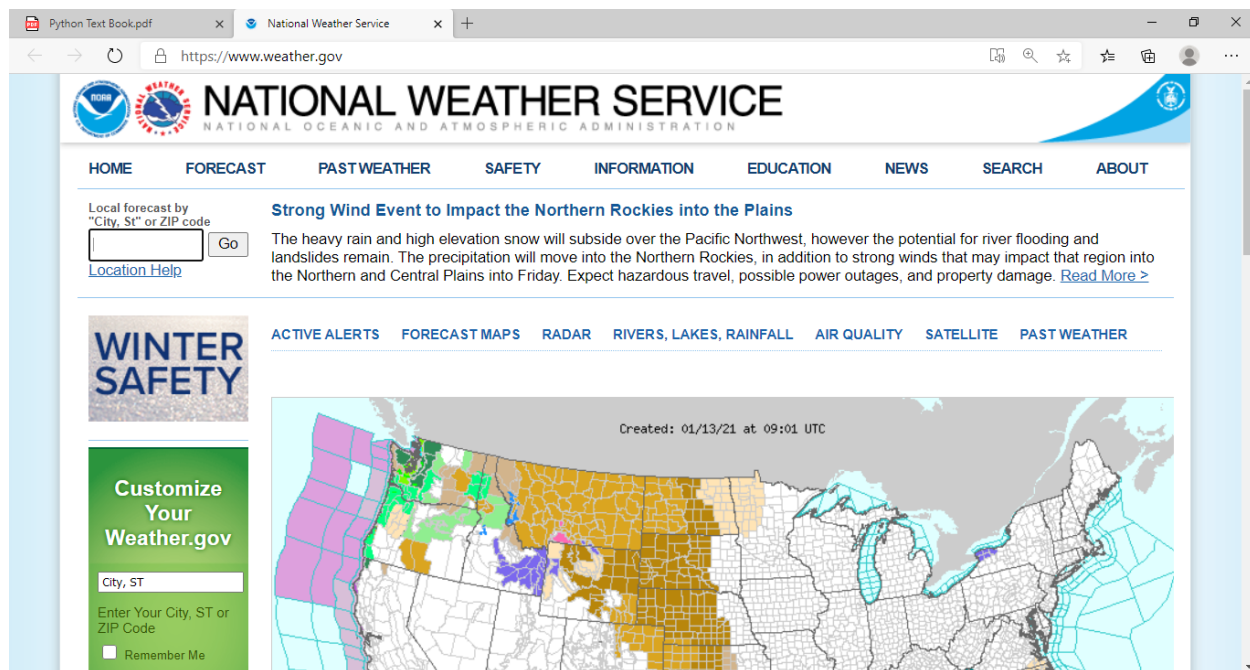 Python Text Book.pdf
National Weather Service
https://www.weather.gov
NATIONAL WEATHER SERVICE
NATIONAL OCEANIC AND ATMOSPHERIC ADMINISTRATION
HOME FORECAST PAST WEATHER SAFETY INFORMATION EDUCATION NEWS SEARCH ABOUT
Local forecast by
"City, St" or ZIP code
Go
Location Help
Strong Wind Event to Impact the Northern Rockies into the Plains
The heavy rain and high elevation snow will subside over the Pacific Northwest, however the potential for river flooding and
landslides remain. The precipitation will move into the Northern Rockies, in addition to strong winds that may impact that region into
the Northern and Central Plains into Friday. Expect hazardous travel, possible power outages, and property damage. Read More >
WINTER
SAFETY
ACTIVE ALERTS FORECAST MAPS RADAR RIVERS, LAKES, RAINFALL AIR QUALITY SATELLITE PAST WEATHER
Created: 01/13/21 at 09:01 UTC
Customize
Your
Weather.gov
City, ST
Enter Your City, ST or
ZIP Code
Remember Me